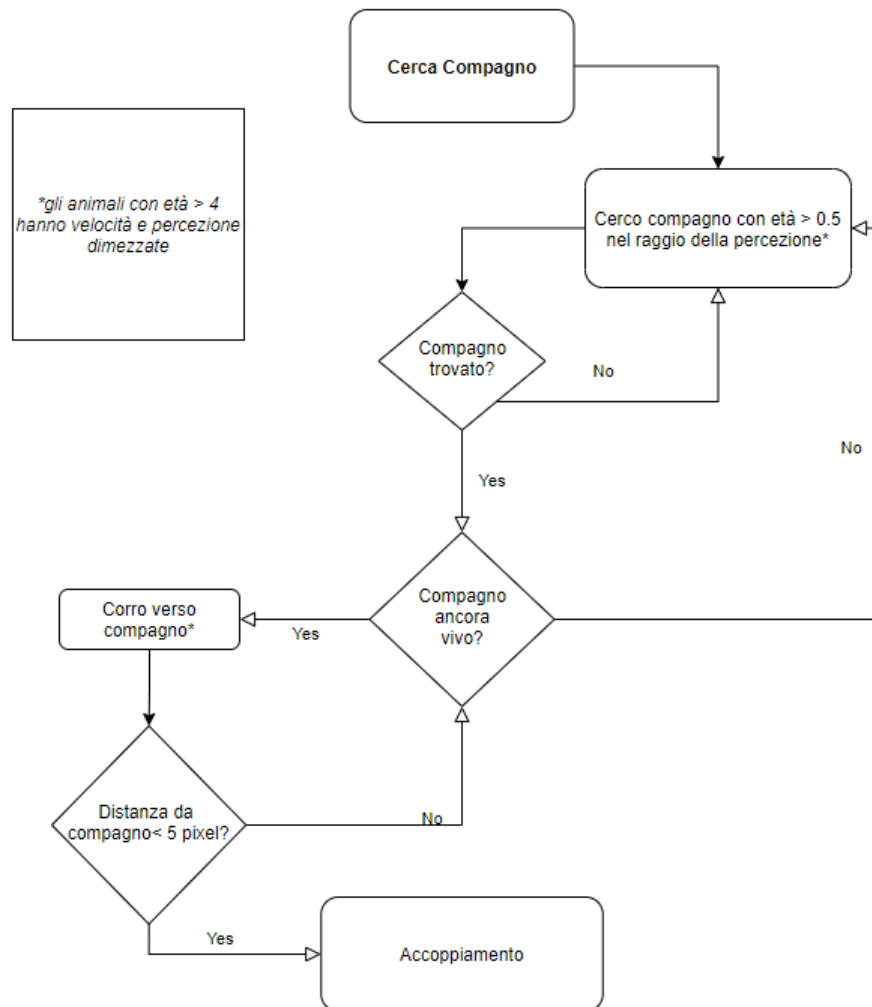 Cerca Compagno
*gli animali con età > 4
hanno velocità e percezione
dimezzate
Cerco compagno con età > 0.5
nel raggio della percezione*
Compagno
trovato?
No
No
Yes
Compagno
ancora
vivo?
Corro verso
compagno*
Yes
Distanza da
compagno< 5 pixel?
No
Yes
Accoppiamento